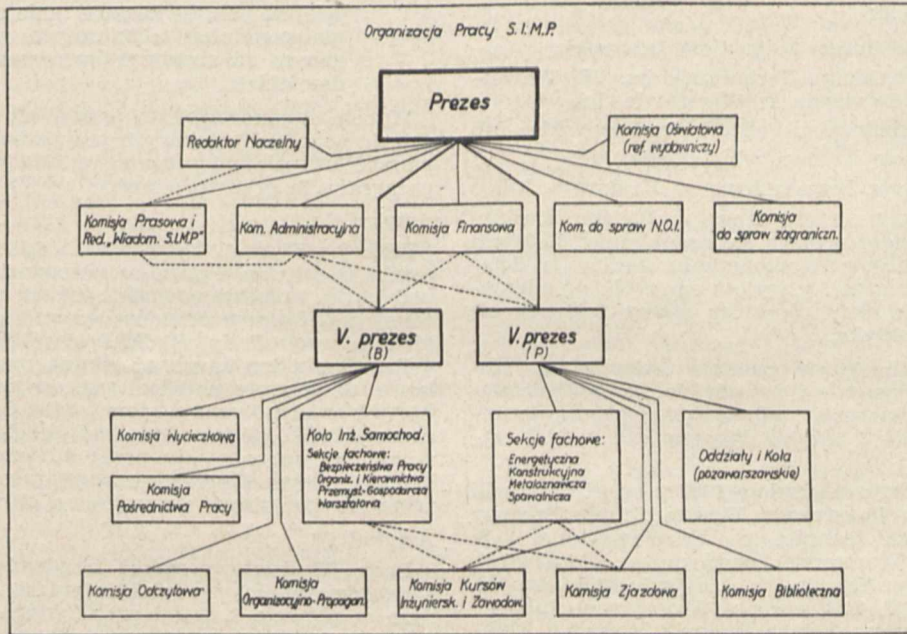 Organizacja Pracy S.I.M.P.
Prezes
Redaktor Naczelny
Komisja Oświatowa
(ref. wydawniczy)
Komisja Prasowa i
Red. „Wiadom. S.I.M.P."
Kom. Administracyjna
Komisja Finansowa
Kom. do spraw N.O.I.
Komisja
do spraw zagraniczn.
V. prezes
(B)
V. prezes
(P)
Komisja Wycieczkowa
Komisja
Pośrednictwa Pracy
Koło Inż. Samochod.
Sekcje fachowe:
Bezpieczeństwa Pracy
Organiz. i Kierownictwa
Przemysł-Gospodarcza
Warsztatowa
Sekcje fachowe:
Energetyczna
Konstrukcyjna
Metaloznawcza
Spawalnicza
Oddziały i Koła
(pozawarszawskie)
Komisja Odczytowa
Komisja
Organizacyjno-Propagan.
Komisja Kursów
Inżyniersk. i Zawodow.
Komisja Zjazdowa
Komisja Biblioteczna